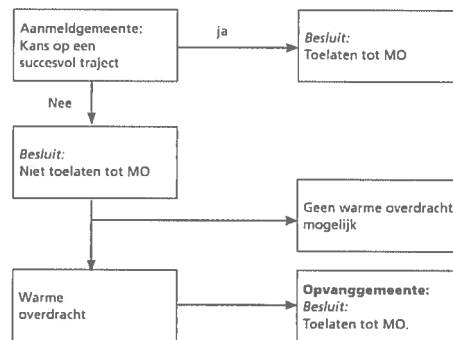 Aanmeldgemeente:
Kans op een
succesvol traject
ja
Besluit:
Toelaten tot MO
Nee
Besluit:
Niet toelaten tot MO
Geen warme overdracht
mogelijk
Warme
overdracht
Opvanggemeente:
Besluit:
Toelaten tot MO.